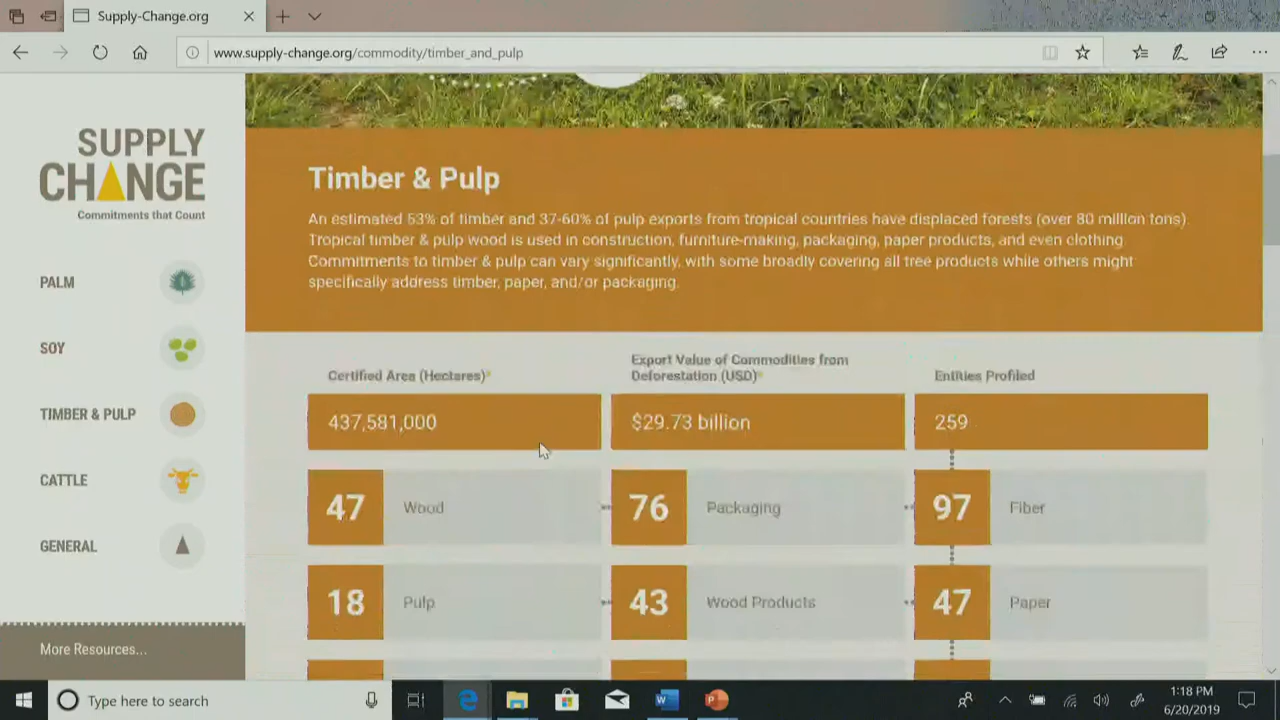 Supply-Change.org
www.supply-change.org/commodity/timber_and_pulp
SUPPLY
CHANGE
Commitments that Count
PALM
SOY
TIMBER & PULP
CATTLE
GENERAL
More Resources...
Timber & Pulp
An estimated 53% of timber and 37-60% of pulp exports from tropical countries have displaced forests (over 80 million tons).
Tropical timber & pulp wood is used in construction, furniture-making, packaging, paper products, and even clothing
Commitments to timber & pulp can vary significantly, with some broadly covering all tree products while others might
specifically address timber, paper, and/or packaging.
Certified Area (Hectares)*
437,581,000
Export Value of Commodities from
Deforestation (USD)*
$29.73 billion
Entities Profiled
259
47 Wood
76 Packaging
97 Fiber
18 Pulp
43 Wood Products
47 Paper
Type here to search
1:18 PM
6/20/2019